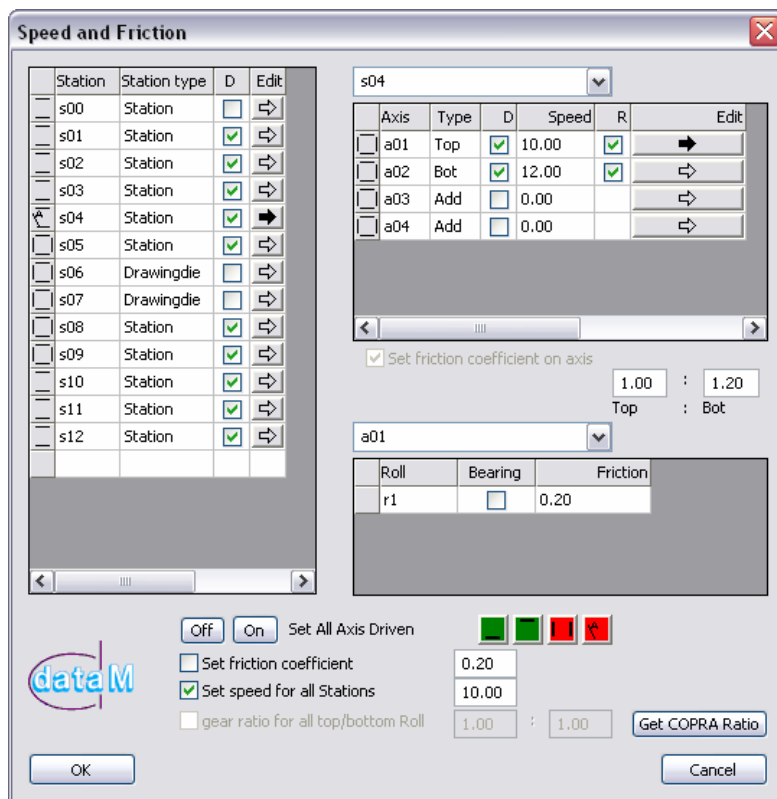 Speed and Friction
Station Station type D Edit
s00 Station
s01 Station
s02 Station
s03 Station
s04 Station
s05 Station
s06 Drawingdie
s07 Drawingdie
s08 Station
s09 Station
s10 Station
s11 Station
s12 Station
s04
Axis Type D Speed R Edit
a01 Top 10.00
a02 Bot 12.00
a03 Add 0.00
a04 Add 0.00
Set friction coefficient on axis
1.00 : 1.20
Top : Bot
a01
Roll Bearing Friction
r1 0.20
Off On Set All Axis Driven
dataM
Set friction coefficient 0.20
Set speed for all Stations 10.00
gear ratio for all top/bottom Roll 1.00 : 1.00 Get COPRA Ratio
OK Cancel